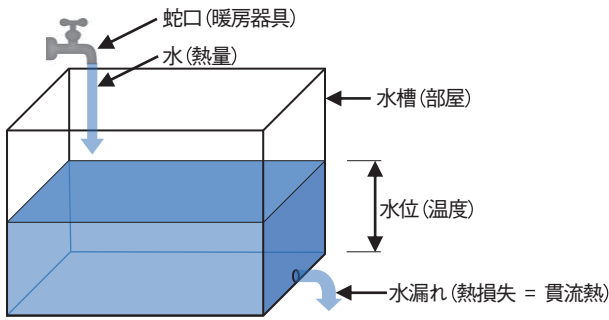 蛇口（暖房器具）
水（熱量）
水槽（部屋）
水位（温度）
水漏れ（熱損失 = 貫流熱）